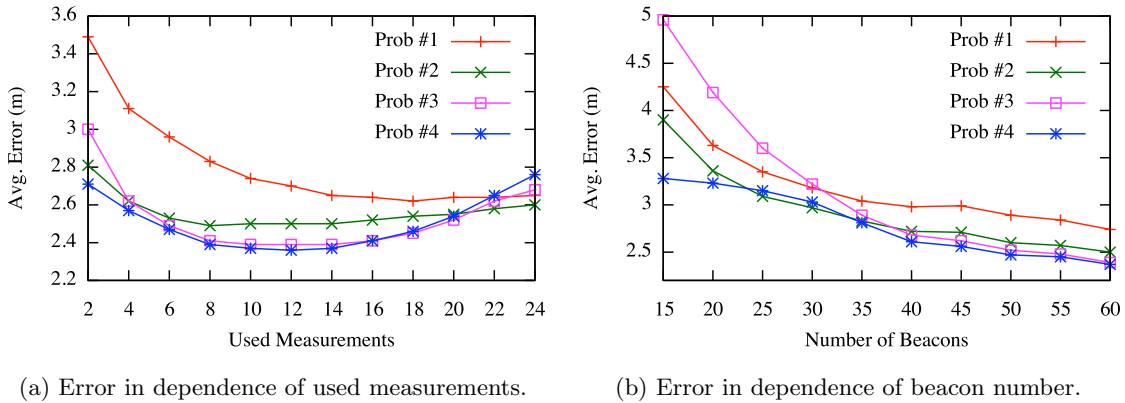 3.6
3.4
3.2
3
2.8
2.6
2.4
2.2
Avg. Error (m)
Prob #1
Prob #2
Prob #3
Prob #4
2 4 6 8 10 12 14 16 18 20 22 24
Used Measurements
(a) Error in dependence of used measurements.
5
4.5
4
3.5
3
2.5
Avg. Error (m)
Prob #1
Prob #2
Prob #3
Prob #4
15 20 25 30 35 40 45 50 55 60
Number of Beacons
(b) Error in dependence of beacon number.